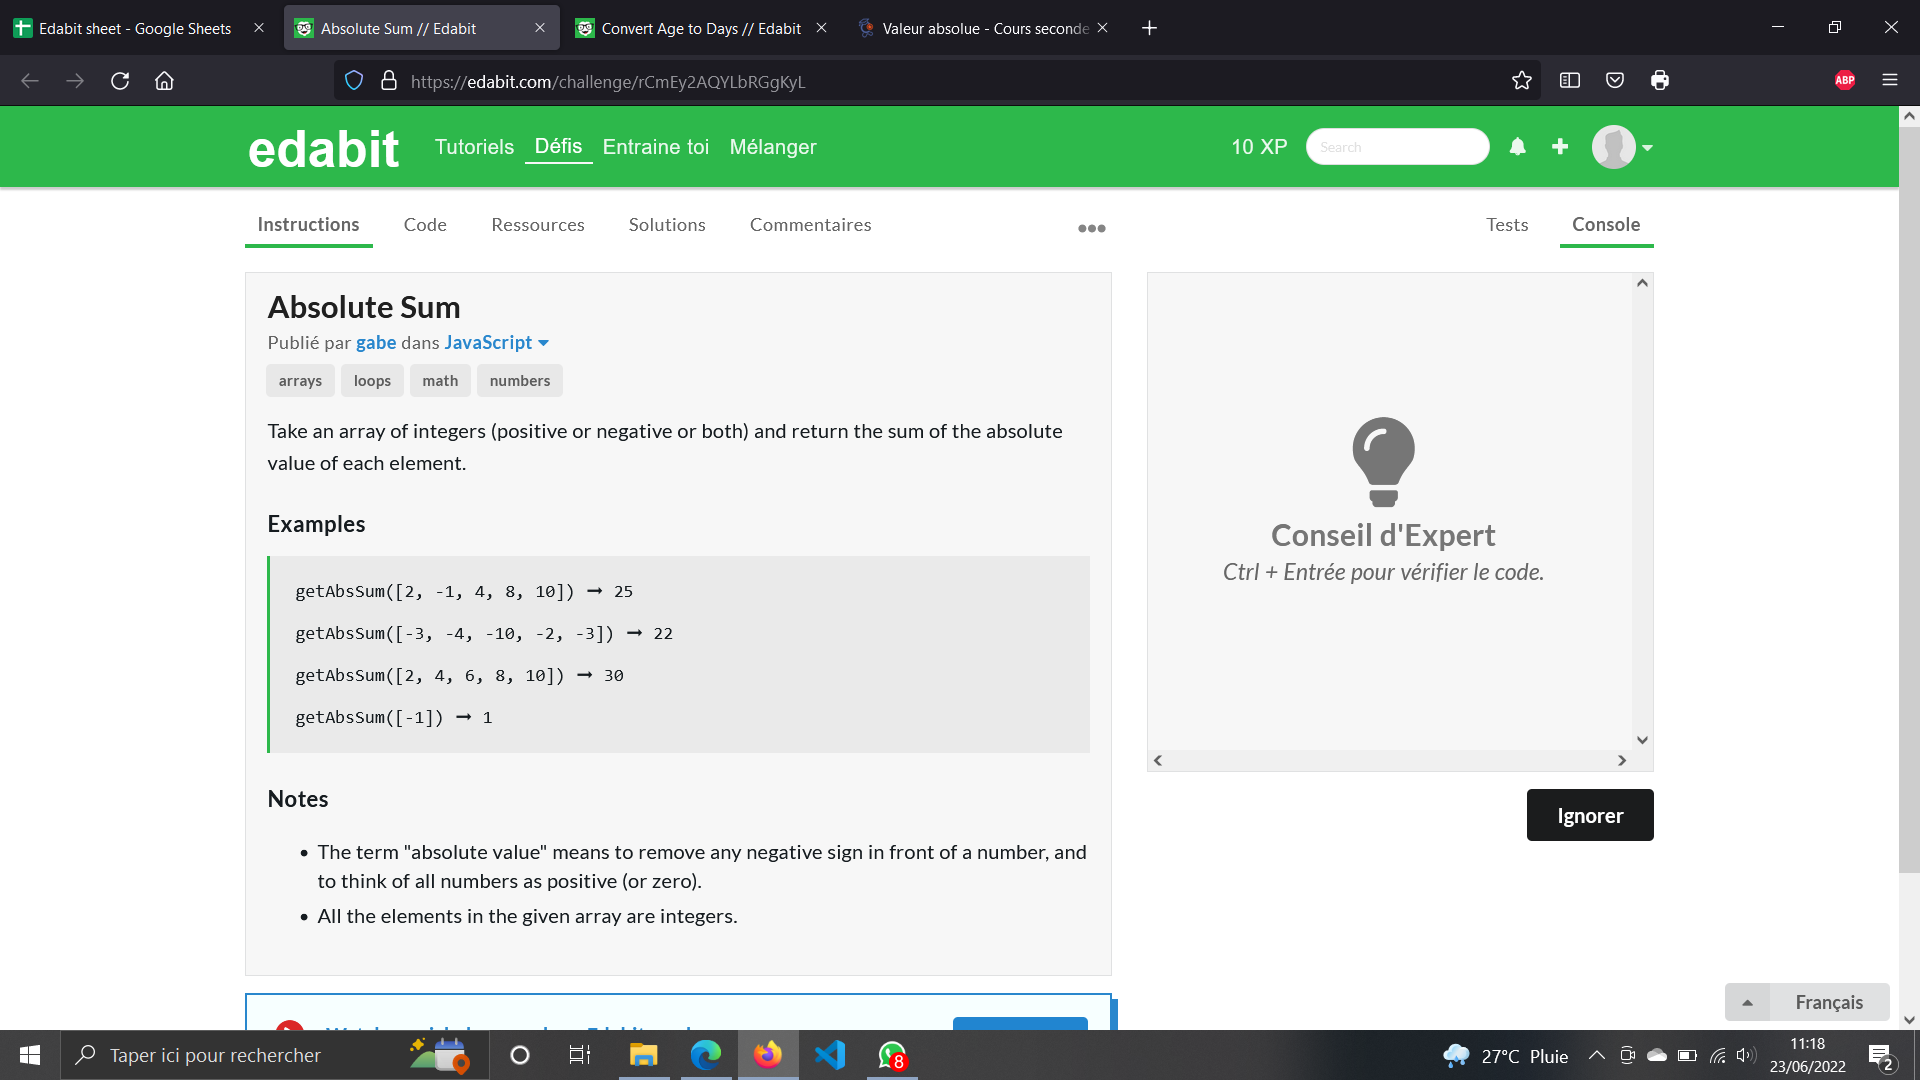 Edabit sheet - Google Sheets
Absolute Sum // Edabit
Convert Age to Days // Edabit
Valeur absolue - Cours seconde
https://edabit.com/challenge/rCmEy2AQYLbRGgKyL
ABP
edabit
Tutoriels Défis Entraine toi Mélanger
10 XP
Search
Instructions Code Ressources Solutions Commentaires
Tests Console
Absolute Sum
Publié par gabe dans JavaScript
arrays loops math numbers
Take an array of integers (positive or negative or both) and return the sum of the absolute
value of each element.
Examples
getAbsSum([2, -1, 4, 8, 10]) ➞ 25
getAbsSum([-3, -4, -10, -2, -3]) ➞ 22
getAbsSum([2, 4, 6, 8, 10]) ➞ 30
getAbsSum([-1]) ➞ 1
Notes
• The term "absolute value" means to remove any negative sign in front of a number, and
to think of all numbers as positive (or zero).
• All the elements in the given array are integers.
Conseil d'Expert
Ctrl + Entrée pour vérifier le code.
Ignorer
Français
Taper ici pour rechercher
8
27°C Pluie
11:18
23/06/2022
2